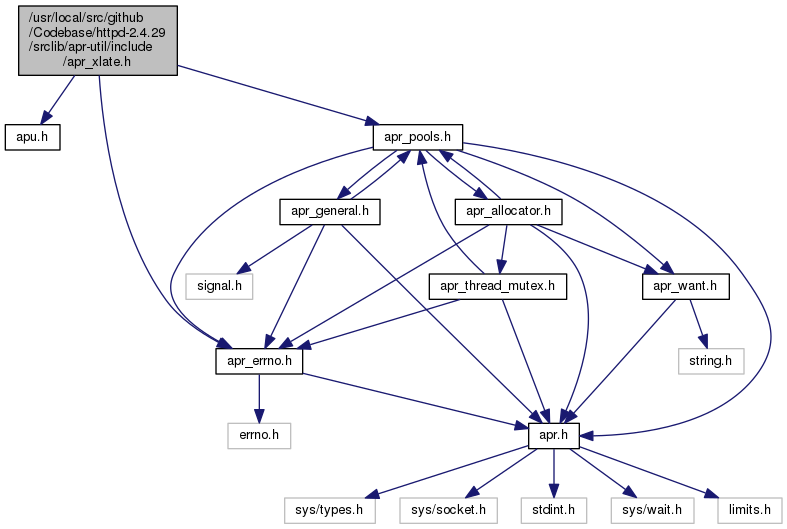 /usr/local/src/github
/Codebase/httpd-2.4.29
/srclib/apr-util/include
/apr_xlate.h
apu.h
apr_pools.h
apr_general.h
apr_allocator.h
signal.h
apr_thread_mutex.h
apr_want.h
apr_errno.h
string.h
errno.h
apr.h
sys/types.h
sys/socket.h
stdint.h
sys/wait.h
limits.h